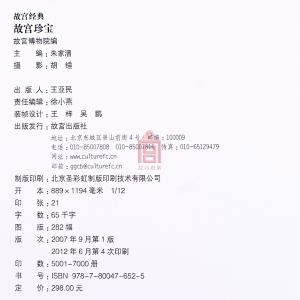 故宫经典
故宫珍宝
故宫博物院编
主　　编：朱家溍
摄　　影：胡　锤
出 版 人：王亚民
责任编辑：徐小燕
装帧设计：王　梓　吴　鹏
出版发行：故宫出版社
地址：北京东城区景山前街4号　邮编：100009
电话：010-85007808　010-85007816　传真：010-65129479
网址：www.culturefc.cn
邮箱：ggcb@culturefc.cn
制版印刷：北京圣彩虹制版印刷技术有限公司
开　　本：889×1194 毫米　1/12
印　　张：21
字　　数：65 千字
图　　版：282 幅
版　　次：2007 年 9 月第 1 版
2012 年 6 月第 4 次印刷
印　　数：5001-7000 册
书　　号：ISBN 978-7-80047-652-5
定　　价：298.00 元